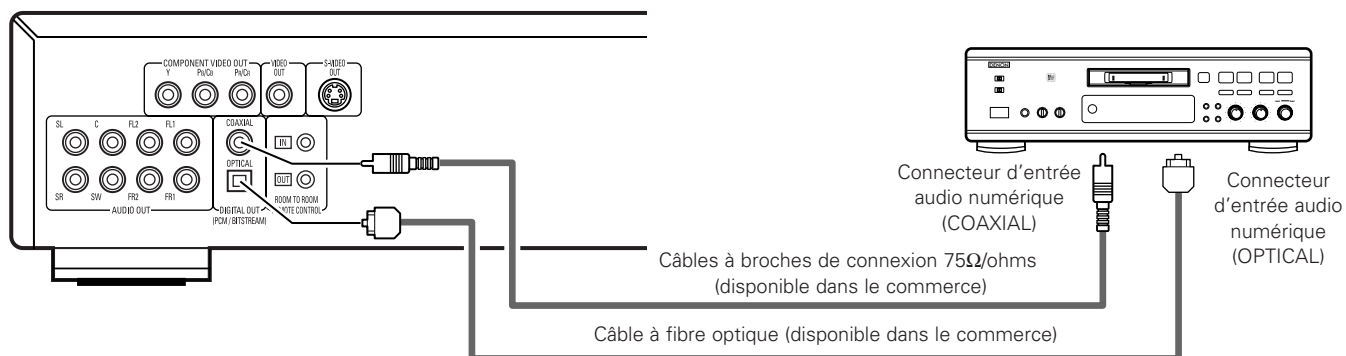 COMPONENT VIDEO OUT
Y PB/CB PR/CR
VIDEO
OUT
S-VIDEO
OUT
SL C FL2 FL1
SR SW FR2 FR1
AUDIO OUT
COAXIAL
OPTICAL
DIGITAL OUT
(PCM / BITSTREAM)
IN
OUT
ROOM TO ROOM
MOTE CONTROL
DENON
Connecteur d’entrée
audio numérique
(COAXIAL)
Connecteur
d’entrée audio
numérique
(OPTICAL)
Câbles à broches de connexion 75Ω/ohms
(disponible dans le commerce)
Câble à fibre optique (disponible dans le commerce)